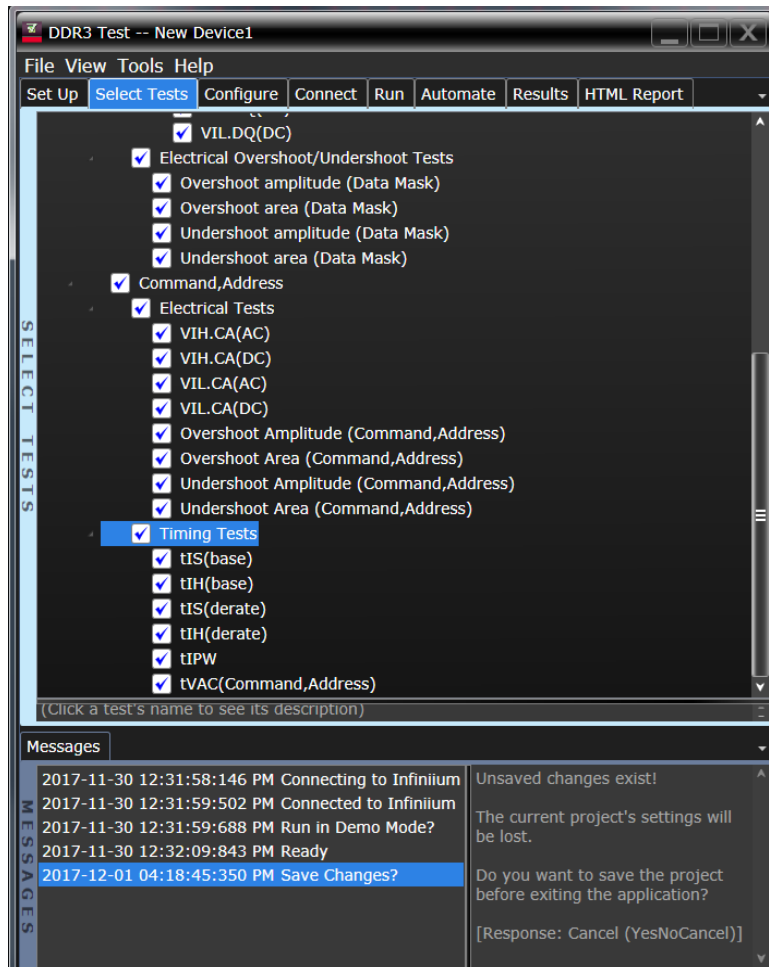 DDR3 Test -- New Device1
File View Tools Help
Set Up Select Tests Configure Connect Run Automate Results HTML Report
VIL.DQ(DC)
Electrical Overshoot/Undershoot Tests
Overshoot amplitude (Data Mask)
Overshoot area (Data Mask)
Undershoot amplitude (Data Mask)
Undershoot area (Data Mask)
Command,Address
Electrical Tests
VIH.CA(AC)
VIH.CA(DC)
VIL.CA(AC)
VIL.CA(DC)
Overshoot Amplitude (Command,Address)
Overshoot Area (Command,Address)
Undershoot Amplitude (Command,Address)
Undershoot Area (Command,Address)
Timing Tests
tIS(base)
tIH(base)
tIS(derate)
tIH(derate)
tIPW
tVAC(Command,Address)
SELECT TESTS
(Click a test's name to see its description)
Messages
MESSAGES
2017-11-30 12:31:58:146 PM Connecting to Infiniium
2017-11-30 12:31:59:502 PM Connected to Infiniium
2017-11-30 12:31:59:688 PM Run in Demo Mode?
2017-11-30 12:32:09:843 PM Ready
2017-12-01 04:18:45:350 PM Save Changes?
Unsaved changes exist!
The current project's settings will
be lost.
Do you want to save the project
before exiting the application?
[Response: Cancel (YesNoCancel)]